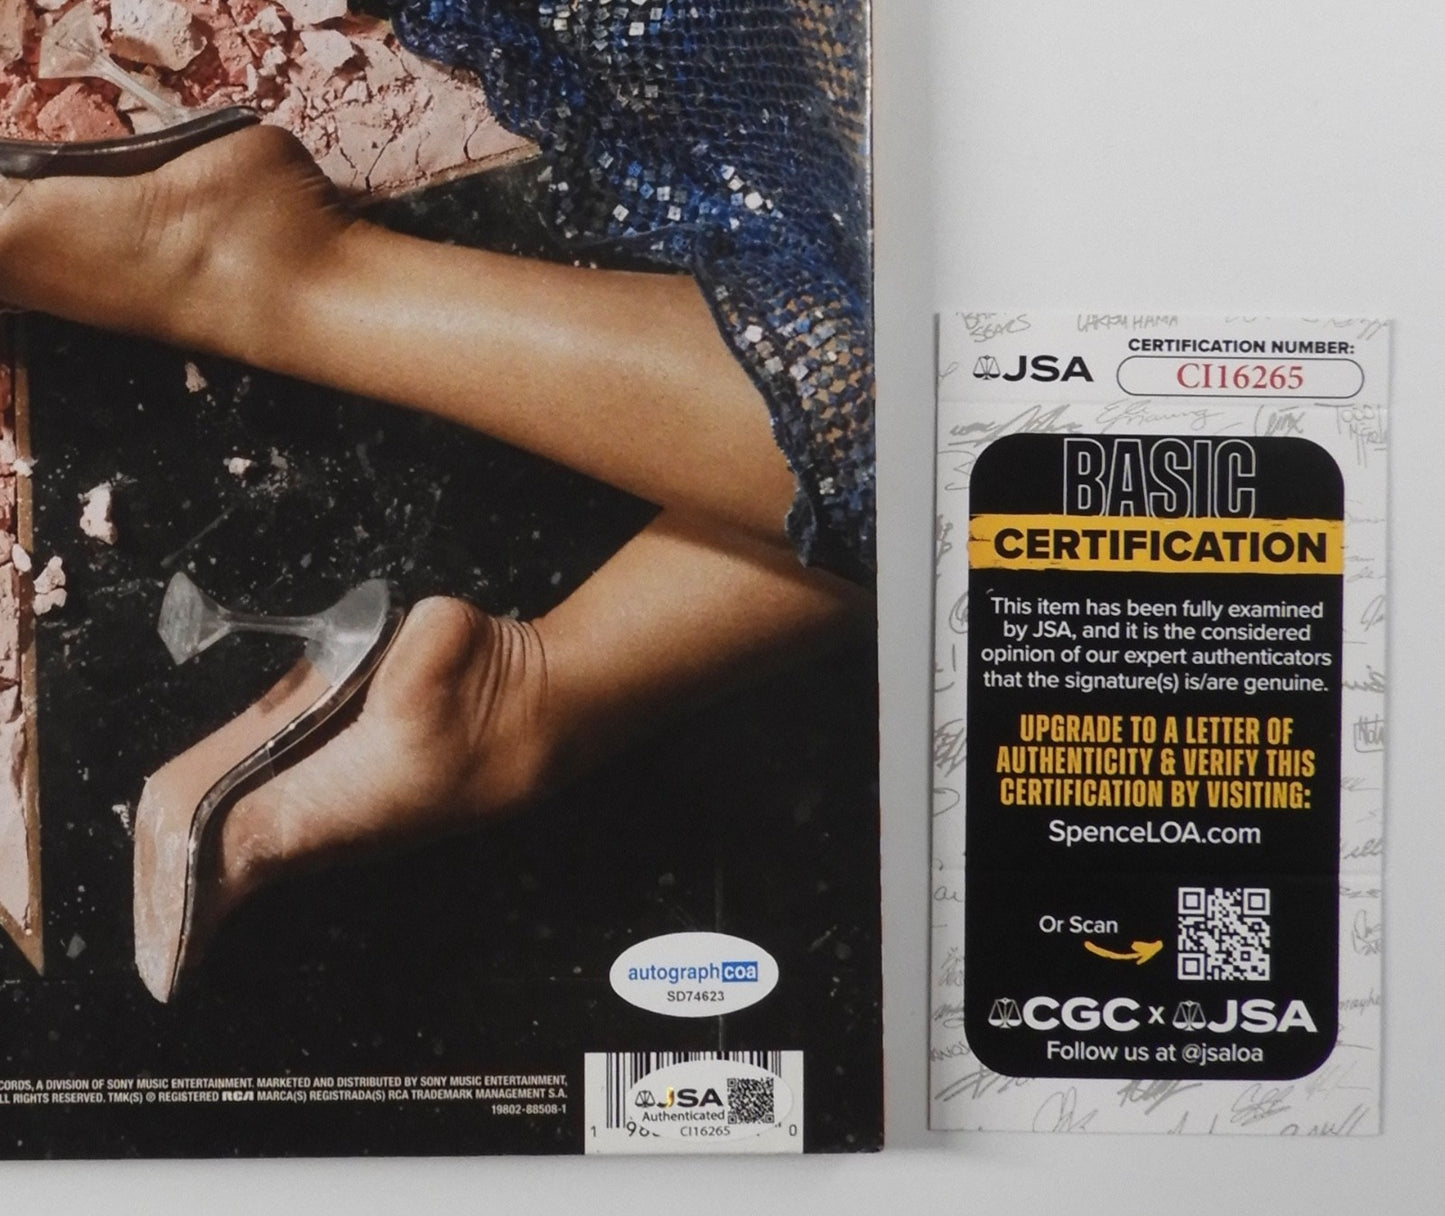 JSA
CERTIFICATION NUMBER:
CI16265
BASIC
CERTIFICATION
This item has been fully examined
by JSA, and it is the considered
opinion of our expert authenticators
that the signature(s) is/are genuine.
UPGRADE TO A LETTER OF
AUTHENTICITY & VERIFY THIS
CERTIFICATION BY VISITING:
SpenceLOA.com
Or Scan
CGC x JSA
Follow us at @jsaloa
autographcoa
SD74623
CORDS, A DIVISION OF SONY MUSIC ENTERTAINMENT. MARKETED AND DISTRIBUTED BY SONY MUSIC ENTERTAINMENT,
LL RIGHTS RESERVED. TMK(S) ® REGISTERED RCA MARCA(S) REGISTRADA(S) RCA TRADEMARK MANAGEMENT S.A.
19802-88508-1
JSA
Authenticated
CI16265
1 98 0